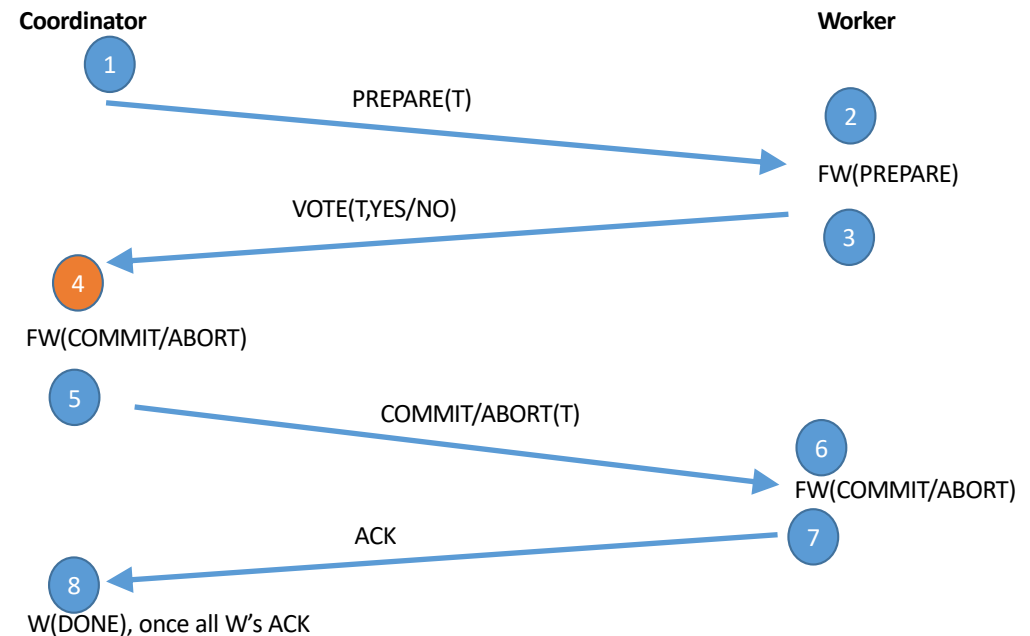 Coordinator
Worker
1
PREPARE(T)
2
FW(PREPARE)
VOTE(T,YES/NO)
3
4
FW(COMMIT/ABORT)
5
COMMIT/ABORT(T)
6
FW(COMMIT/ABORT)
7
ACK
8
W(DONE), once all W's ACK